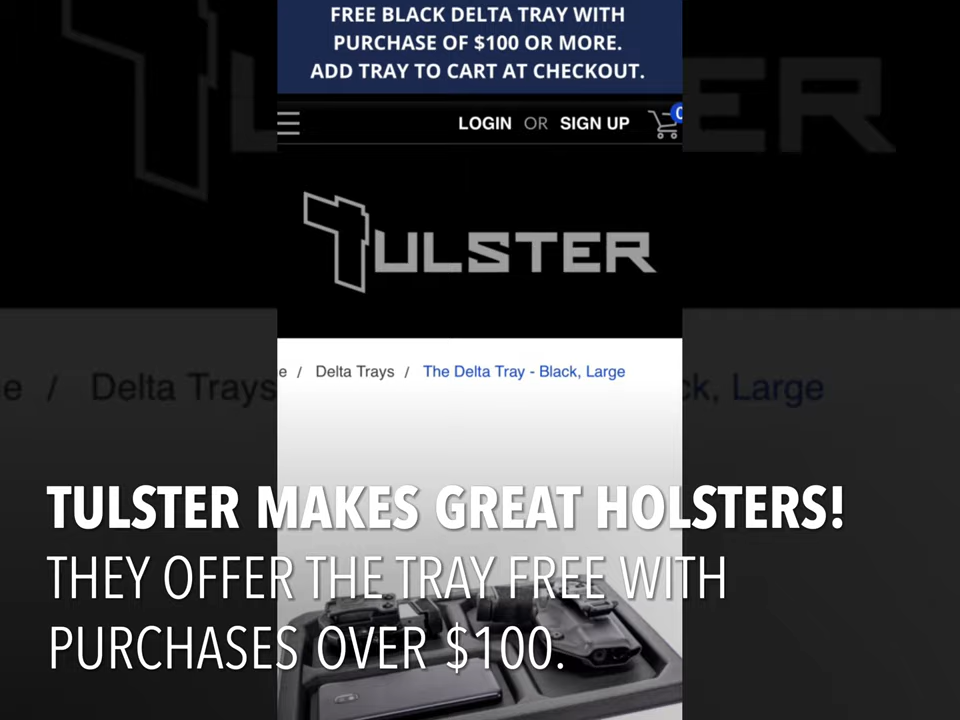 FREE BLACK DELTA TRAY WITH
PURCHASE OF $100 OR MORE.
ADD TRAY TO CART AT CHECKOUT.
LOGIN OR SIGN UP
0
TULSTER
e / Delta Trays / The Delta Tray - Black, Large
TULSTER MAKES GREAT HOLSTERS!
THEY OFFER THE TRAY FREE WITH
PURCHASES OVER $100.